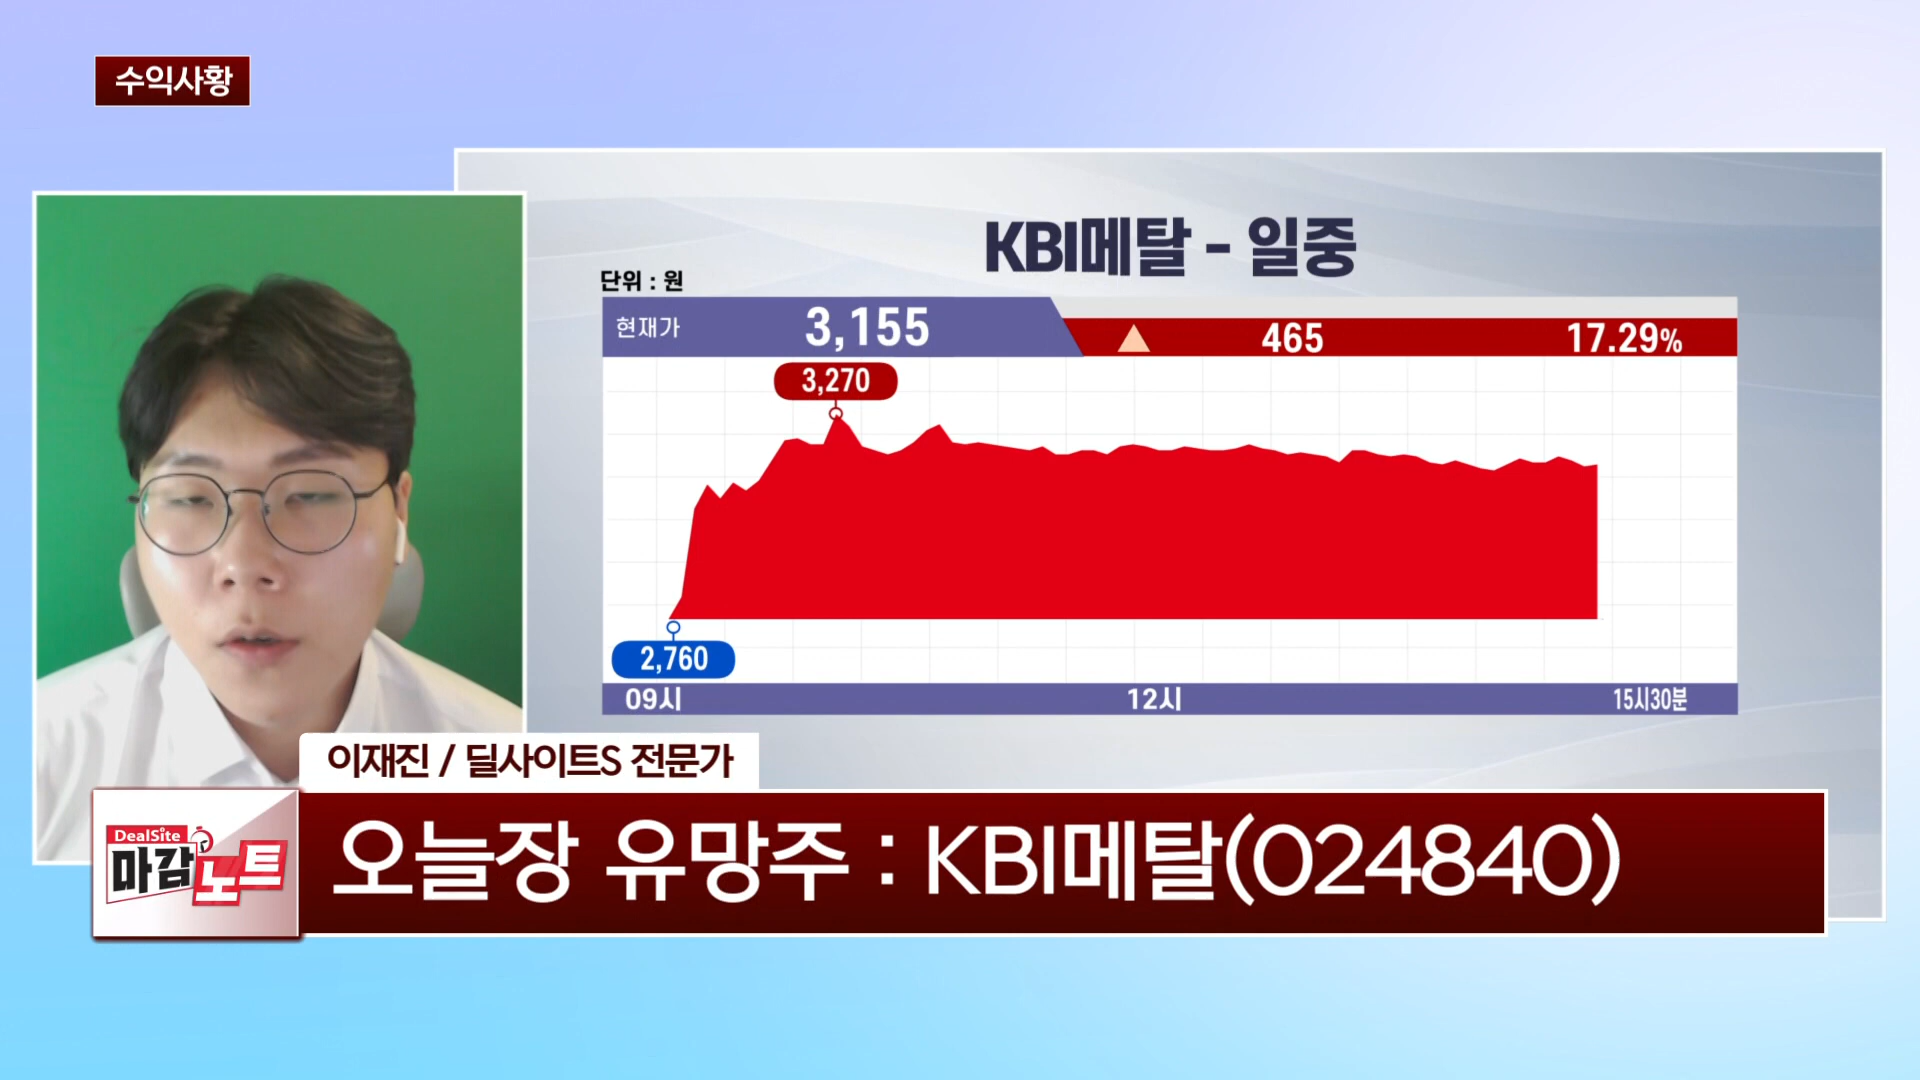 수익사황
KBI메탈 - 일중
단위 : 원
현재가 3,155 ▲ 465 17.29%
3,270
2,760
09시 12시 15시30분
이재진 / 딜사이트S 전문가
DealSite
마감노트
오늘장 유망주 : KBI메탈(024840)